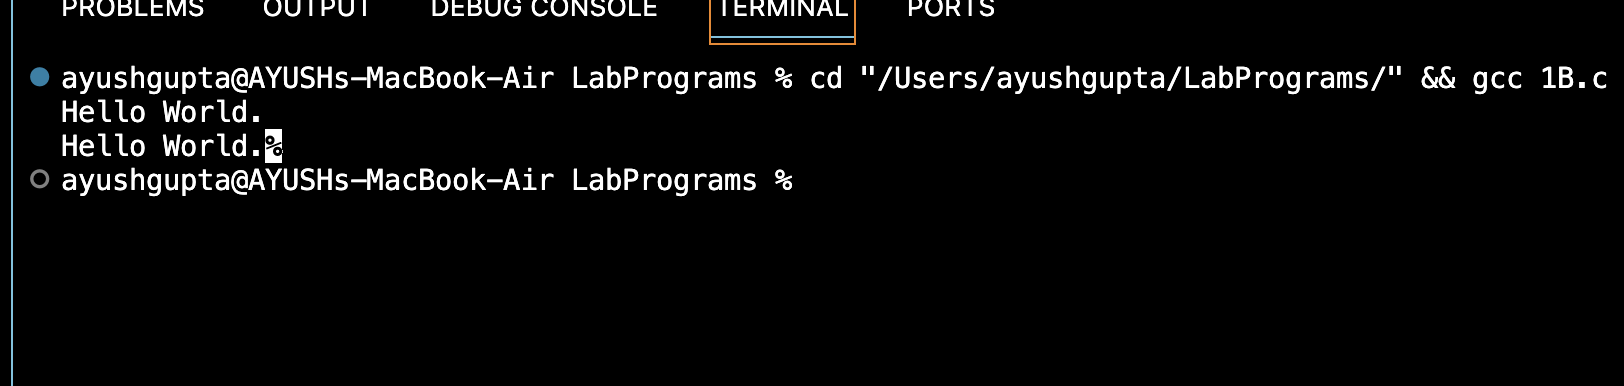 PROBLEMS OUTPUT DEBUG CONSOLE TERMINAL PORTS
ayushgupta@AYUSHs-MacBook-Air LabPrograms % cd "/Users/ayushgupta/LabPrograms/" && gcc 1B.c
Hello World.
Hello World.%
ayushgupta@AYUSHs-MacBook-Air LabPrograms %